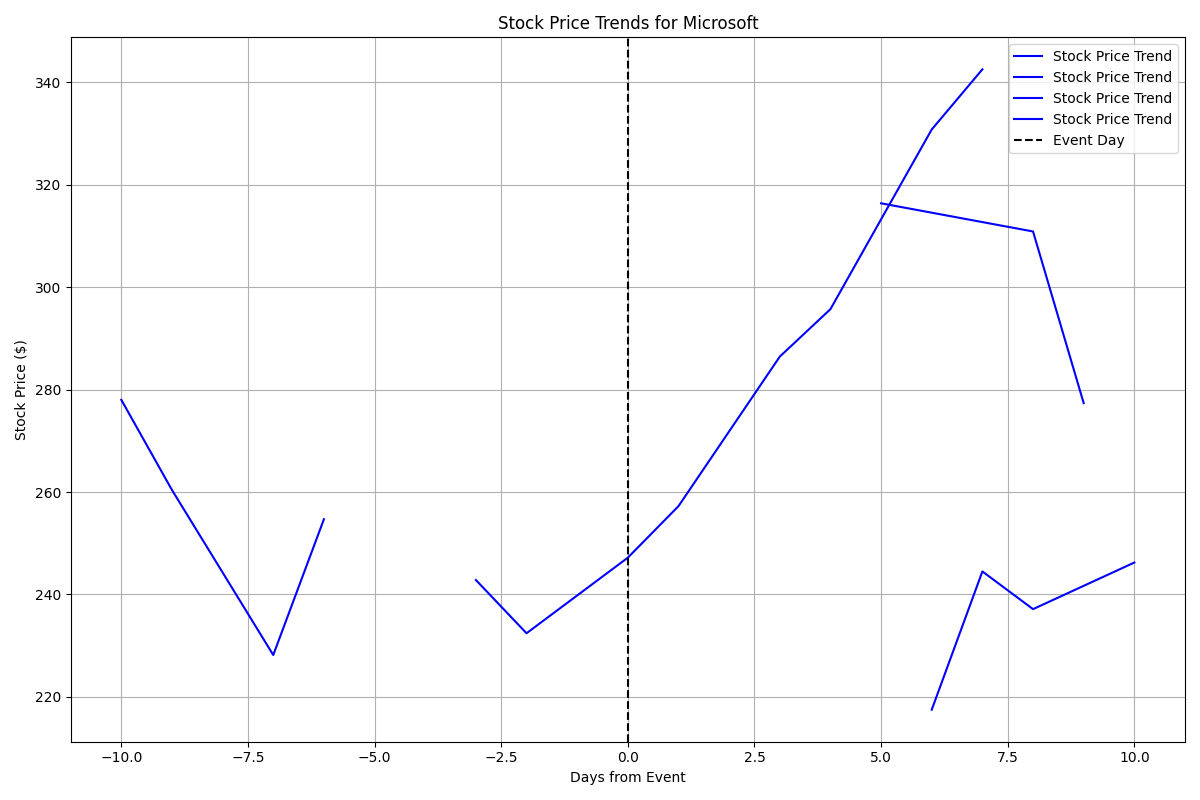 Stock Price Trends for Microsoft
Stock Price Trend
Stock Price Trend
Stock Price Trend
Stock Price Trend
Event Day
Stock Price ($)
340
320
300
280
260
240
220
−10.0 −7.5 −5.0 −2.5 0.0 2.5 5.0 7.5 10.0
Days from Event